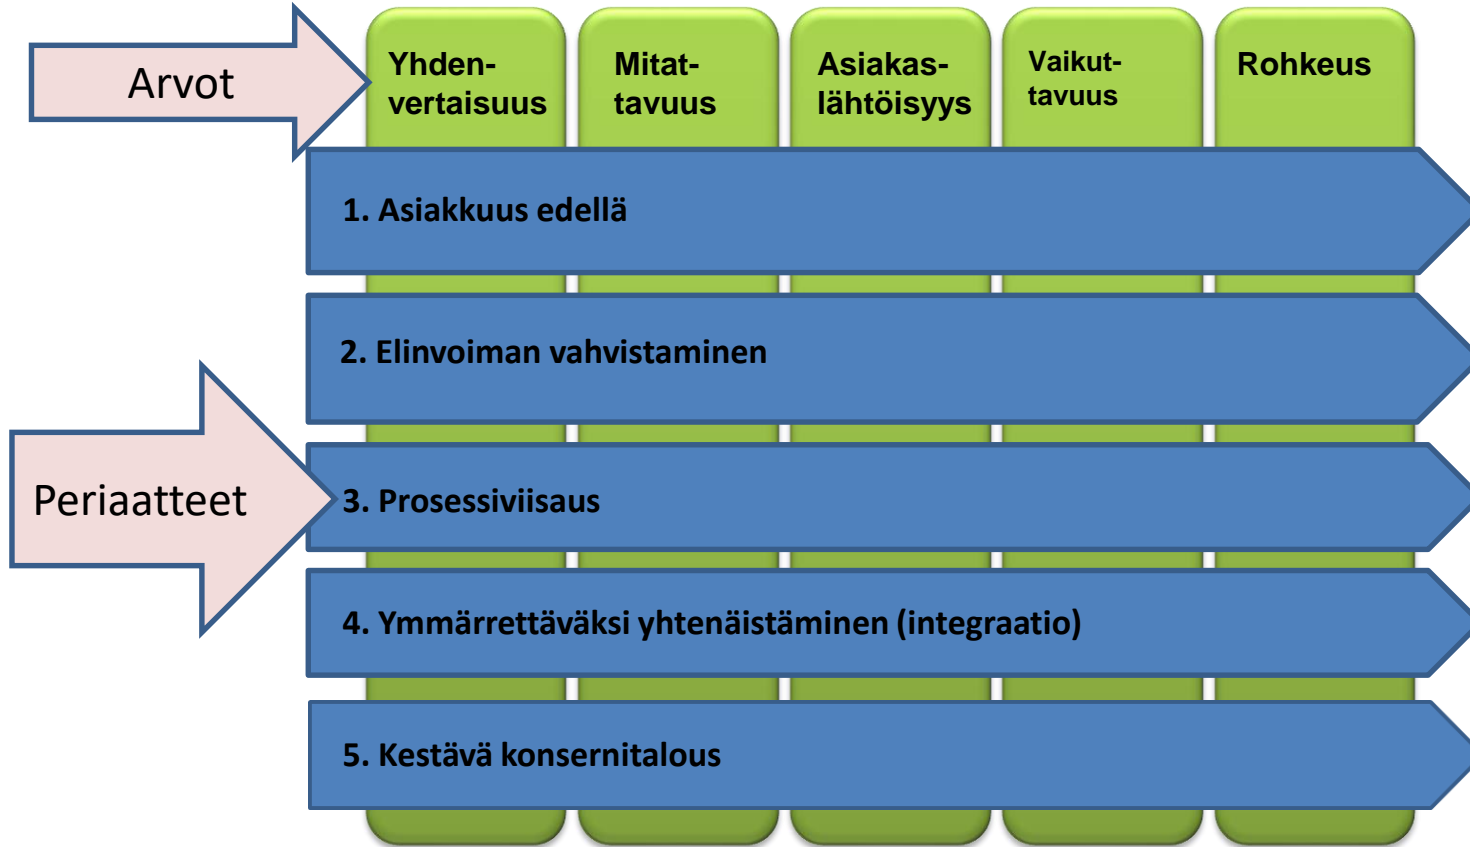 Arvot
Yhden-
vertaisuus
Mitat-
tavuus
Asiakas-
lähtöisyys
Vaikut-
tavuus
Rohkeus
1. Asiakkuus edellä
2. Elinvoiman vahvistaminen
Periaatteet
3. Prosessiviisaus
4. Ymmärrettäväksi yhtenäistäminen (integraatio)
5. Kestävä konsernitalous